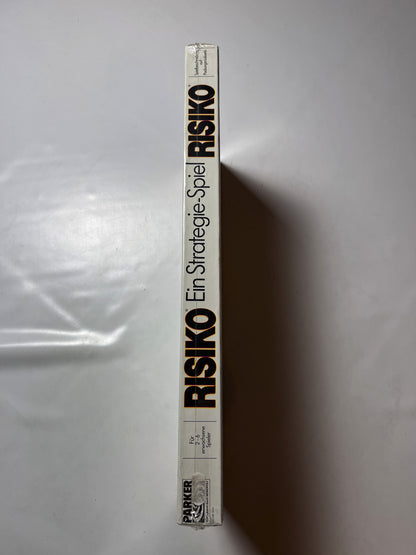 RISIKO Ein Strategie-Spiel RISIKO
Für
2-6
erwachsene
Spieler
PARKER